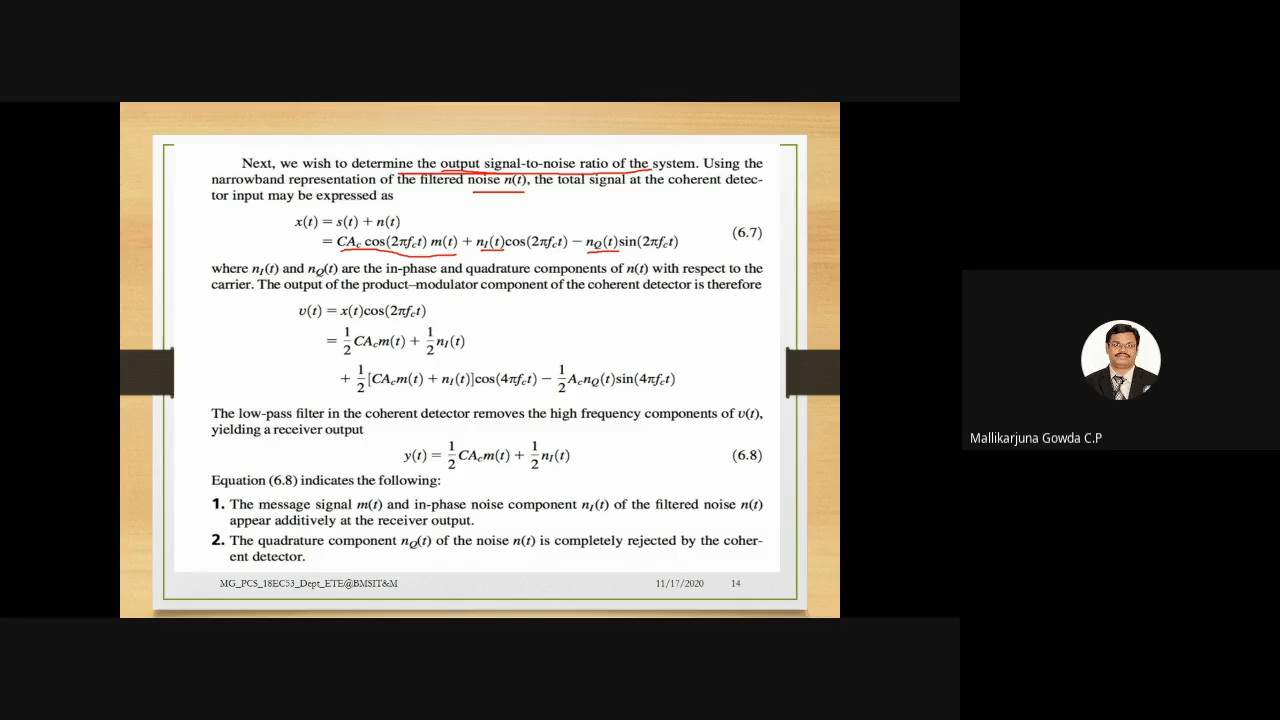 Next, we wish to determine the output signal-to-noise ratio of the system. Using the
narrowband representation of the filtered noise n(t), the total signal at the coherent detec-
tor input may be expressed as
x(t) = s(t) + n(t)
= CA_c cos(2πf_ct) m(t) + n_I(t)cos(2πf_ct) − n_Q(t)sin(2πf_ct) (6.7)
where n_I(t) and n_Q(t) are the in-phase and quadrature components of n(t) with respect to the
carrier. The output of the product–modulator component of the coherent detector is therefore
υ(t) = x(t)cos(2πf_ct)
= 1/2 CA_cm(t) + 1/2 n_I(t)
+ 1/2 [CA_cm(t) + n_I(t)]cos(4πf_ct) − 1/2 A_cn_Q(t)sin(4πf_ct)
The low-pass filter in the coherent detector removes the high frequency components of υ(t),
yielding a receiver output
y(t) = 1/2 CA_cm(t) + 1/2 n_I(t) (6.8)
Equation (6.8) indicates the following:
1. The message signal m(t) and in-phase noise component n_I(t) of the filtered noise n(t)
appear additively at the receiver output.
2. The quadrature component n_Q(t) of the noise n(t) is completely rejected by the coher-
ent detector.
MG_PCS_18EC53_Dept_ETE@BMSIT&M 11/17/2020 14
Mallikarjuna Gowda C.P